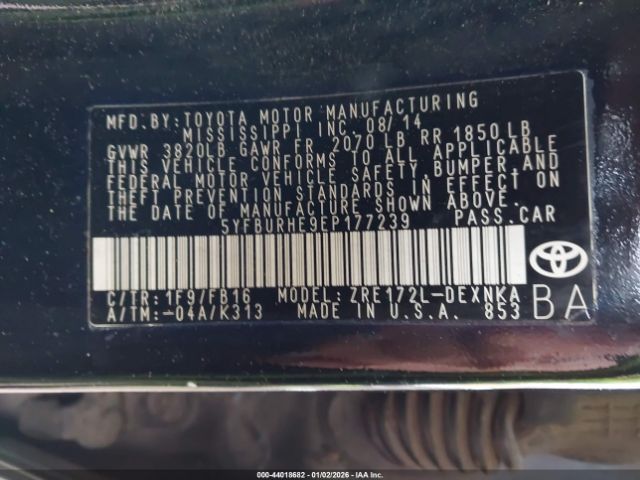 MFD.BY: TOYOTA MOTOR MANUFACTURING
MISSISSIPPI INC. 08/14
GVWR 3820LB GAWR FR 2070 LB RR 1850 LB
THIS VEHICLE CONFORMS TO ALL APPLICABLE
FEDERAL MOTOR VEHICLE SAFETY,BUMPER AND
THEFT PREVENTION STANDARDS IN EFFECT ON
THE DATE OF MANUFACTURE SHOWN ABOVE.
5YFBURHE9EP177239 PASS.CAR
C/TR: 1F9/FB16 MODEL: ZRE172L-DEXNKA
A/TM:-04A/K313 MADE IN U.S.A. 853
BA
000-44018682 | 01/02/2026 - IAA Inc.